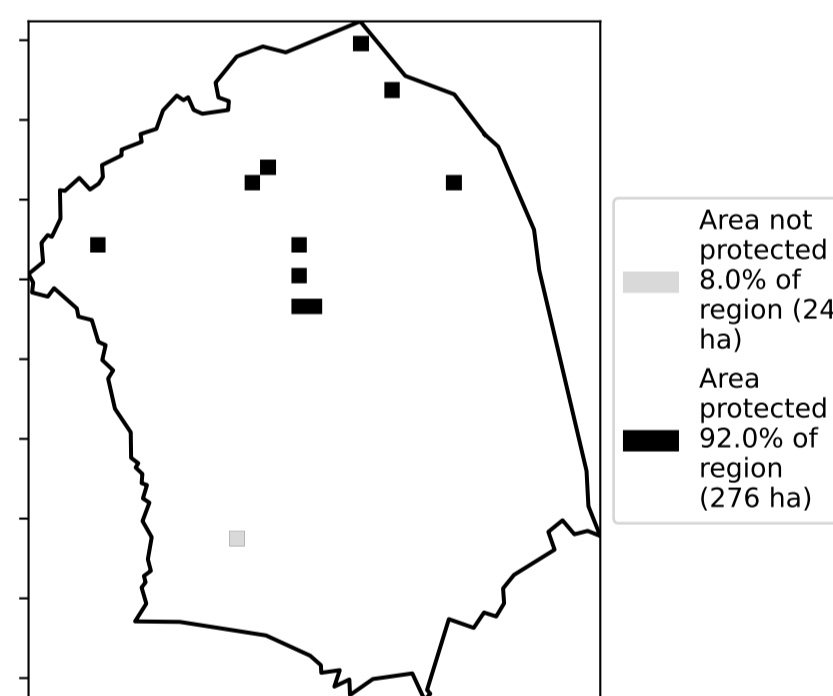 Area not
protected
8.0% of
region (24
ha)
Area
protected
92.0% of
region
(276 ha)